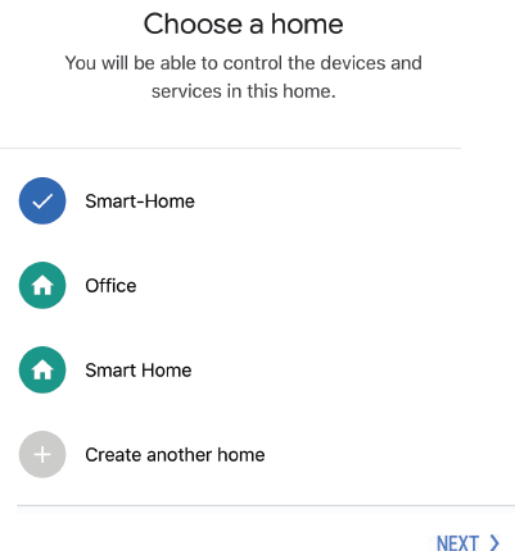 Choose a home
You will be able to control the devices and
services in this home.
Smart-Home
Office
Smart Home
Create another home
NEXT